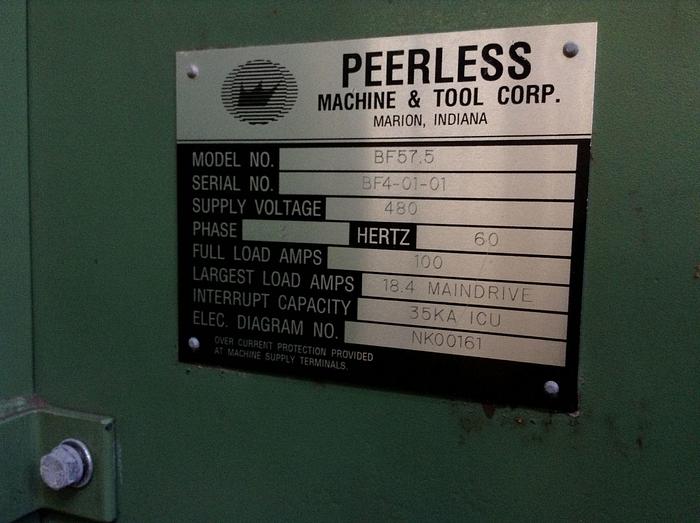 PEERLESS
MACHINE & TOOL CORP.
MARION, INDIANA
MODEL NO. BF57.5
SERIAL NO. BF4-01-01
SUPPLY VOLTAGE 480
PHASE HERTZ 60
FULL LOAD AMPS 100
LARGEST LOAD AMPS 18.4 MAINDRIVE
INTERRUPT CAPACITY 35KA ICU
ELEC. DIAGRAM NO. NK00161
OVER CURRENT PROTECTION PROVIDED
AT MACHINE SUPPLY TERMINALS.